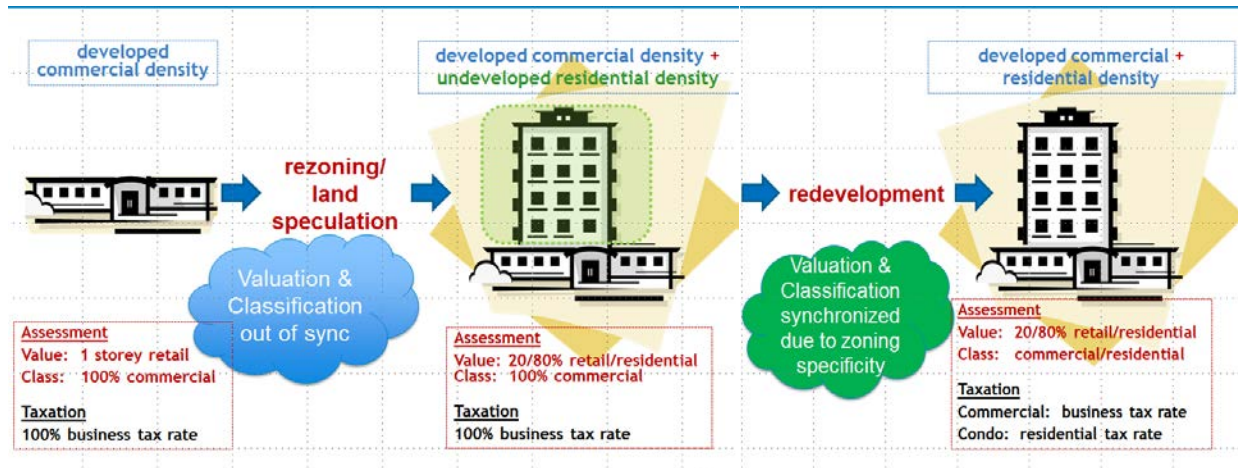 developed
commercial density
rezoning/
land
speculation
Valuation &
Classification
out of sync
Assessment
Value: 1 storey retail
Class: 100% commercial
Taxation
100% business tax rate
developed commercial density +
undeveloped residential density
Assessment
Value: 20/80% retail/residential
Class: 100% commercial
Taxation
100% business tax rate
redevelopment
Valuation &
Classification
synchronized
due to zoning
specificity
developed commercial +
residential density
Assessment
Value: 20/80% retail/residential
Class: commercial/residential
Taxation
Commercial: business tax rate
Condo: residential tax rate